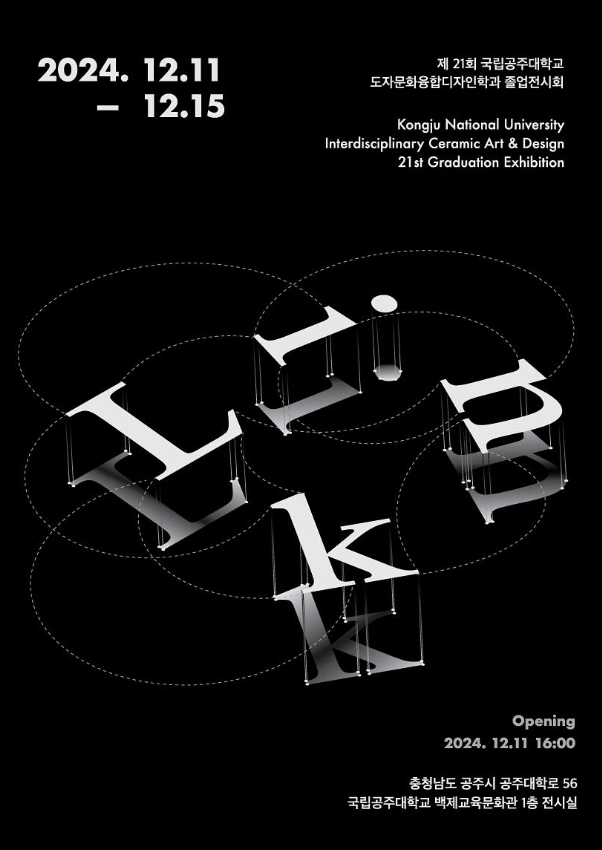 2024. 12.11
– 12.15
제 21회 국립공주대학교
도자문화융합디자인학과 졸업전시회
Kongju National University
Interdisciplinary Ceramic Art & Design
21st Graduation Exhibition
Link
Opening
2024. 12.11 16:00
충청남도 공주시 공주대학로 56
국립공주대학교 백제교육문화관 1층 전시실